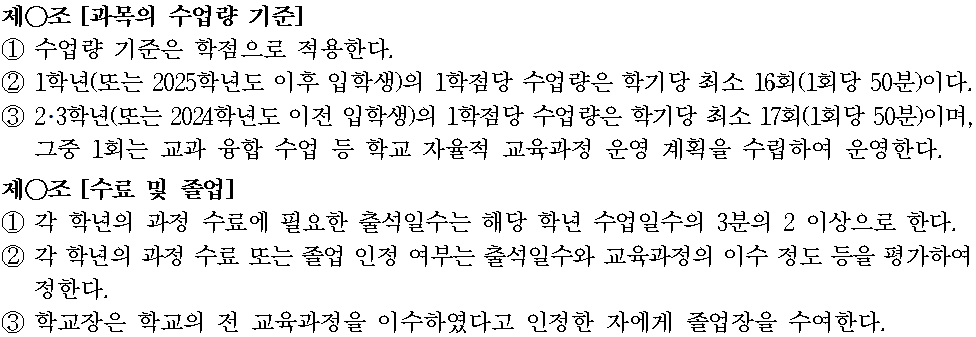 제○조 [과목의 수업량 기준]
① 수업량 기준은 학점으로 적용한다.
② 1학년(또는 2025학년도 이후 입학생)의 1학점당 수업량은 학기당 최소 16회(1회당 50분)이다.
③ 2·3학년(또는 2024학년도 이전 입학생)의 1학점당 수업량은 학기당 최소 17회(1회당 50분)이며,
그중 1회는 교과 융합 수업 등 학교 자율적 교육과정 운영 계획을 수립하여 운영한다.
제○조 [수료 및 졸업]
① 각 학년의 과정 수료에 필요한 출석일수는 해당 학년 수업일수의 3분의 2 이상으로 한다.
② 각 학년의 과정 수료 또는 졸업 인정 여부는 출석일수와 교육과정의 이수 정도 등을 평가하여
정한다.
③ 학교장은 학교의 전 교육과정을 이수하였다고 인정한 자에게 졸업장을 수여한다.